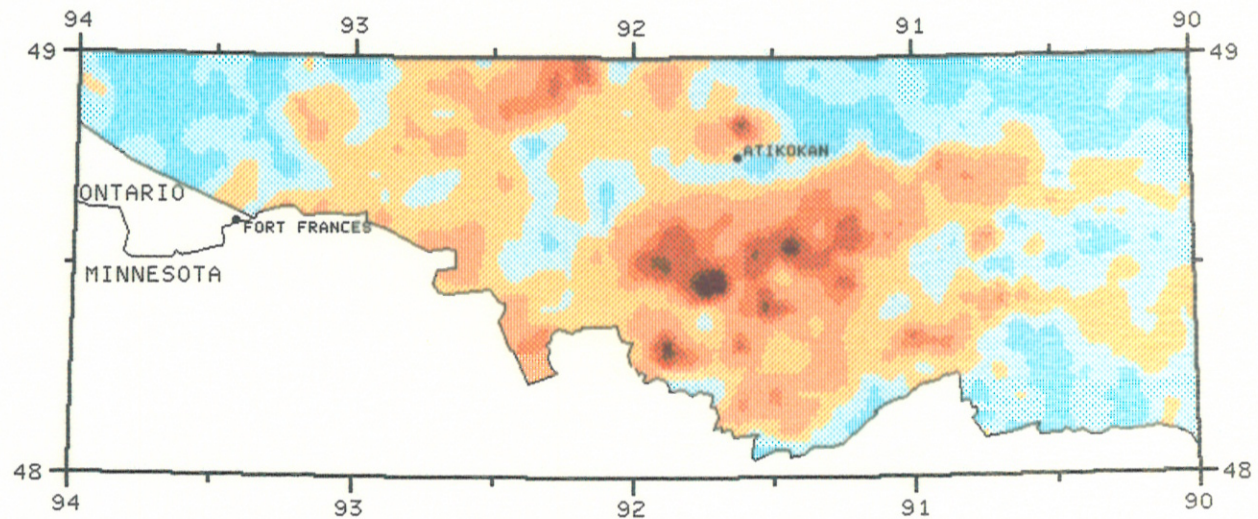 94 93 92 91 90
49 49
ATIKOKAN
ONTARIO
FORT FRANCES
MINNESOTA
48 48
94 93 92 91 90